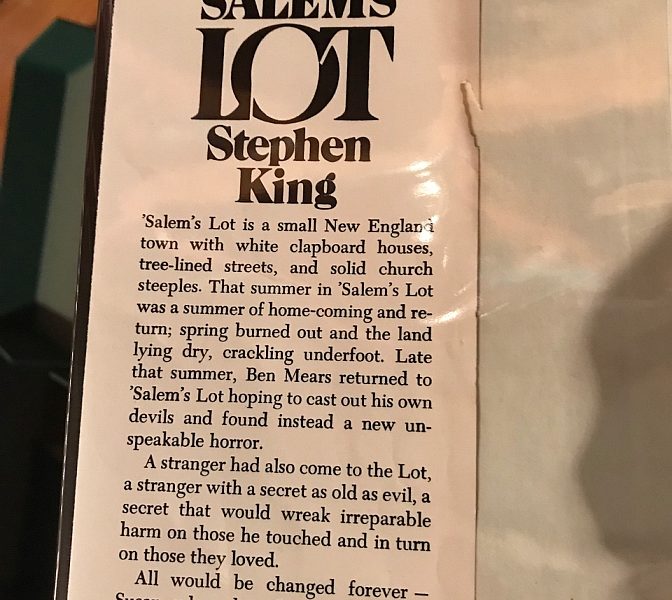 'SALEM'S
LOT
Stephen
King
'Salem's Lot is a small New England
town with white clapboard houses,
tree-lined streets, and solid church
steeples. That summer in 'Salem's Lot
was a summer of home-coming and re-
turn; spring burned out and the land
lying dry, crackling underfoot. Late
that summer, Ben Mears returned to
'Salem's Lot hoping to cast out his own
devils and found instead a new un-
speakable horror.
A stranger had also come to the Lot,
a stranger with a secret as old as evil, a
secret that would wreak irreparable
harm on those he touched and in turn
on those they loved.
All would be changed forever—